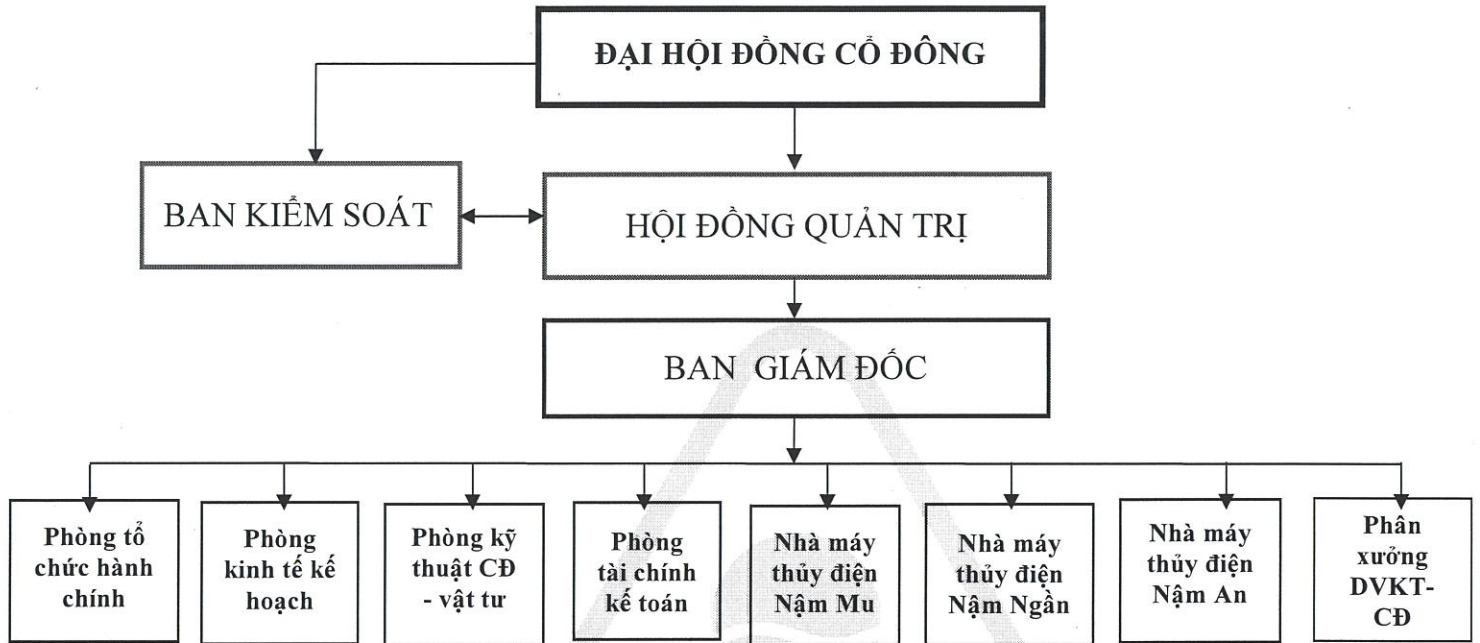 ĐẠI HỘI ĐỒNG CỔ ĐÔNG
BAN KIỂM SOÁT
HỘI ĐỒNG QUẢN TRỊ
BAN GIÁM ĐỐC
Phòng tổ
chức hành
chính
Phòng
kinh tế kế
hoạch
Phòng kỹ
thuật CĐ
- vật tư
Phòng
tài chính
kế toán
Nhà máy
thủy điện
Nậm Mu
Nhà máy
thủy điện
Nậm Ngần
Nhà máy
thủy điện
Nậm An
Phân
xưởng
DVKT-
CĐ